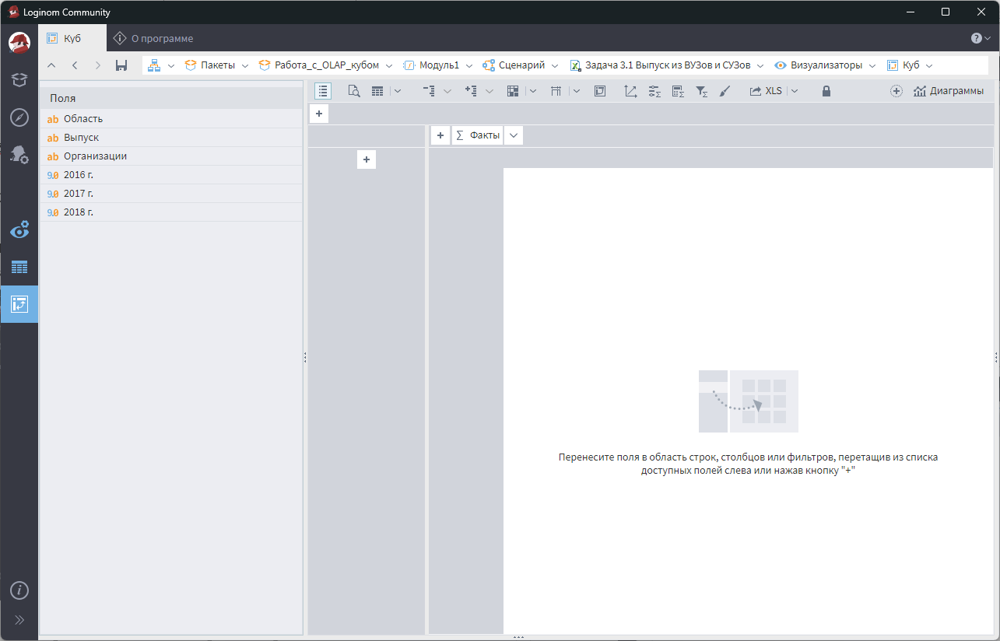 Loginom Community
Куб
О программе
Пакеты
Работа_с_OLAP_кубом
Модуль1
Сценарий
Задача 3.1 Выпуск из ВУЗов и СУЗов
Визуализаторы
Куб
XLS
Диаграммы
Поля
ab Область
ab Выпуск
ab Организации
9.0 2016 г.
9.0 2017 г.
9.0 2018 г.
+
+ Σ Факты
+
Перенесите поля в область строк, столбцов или фильтров, перетащив из списка
доступных полей слева или нажав кнопку "+"